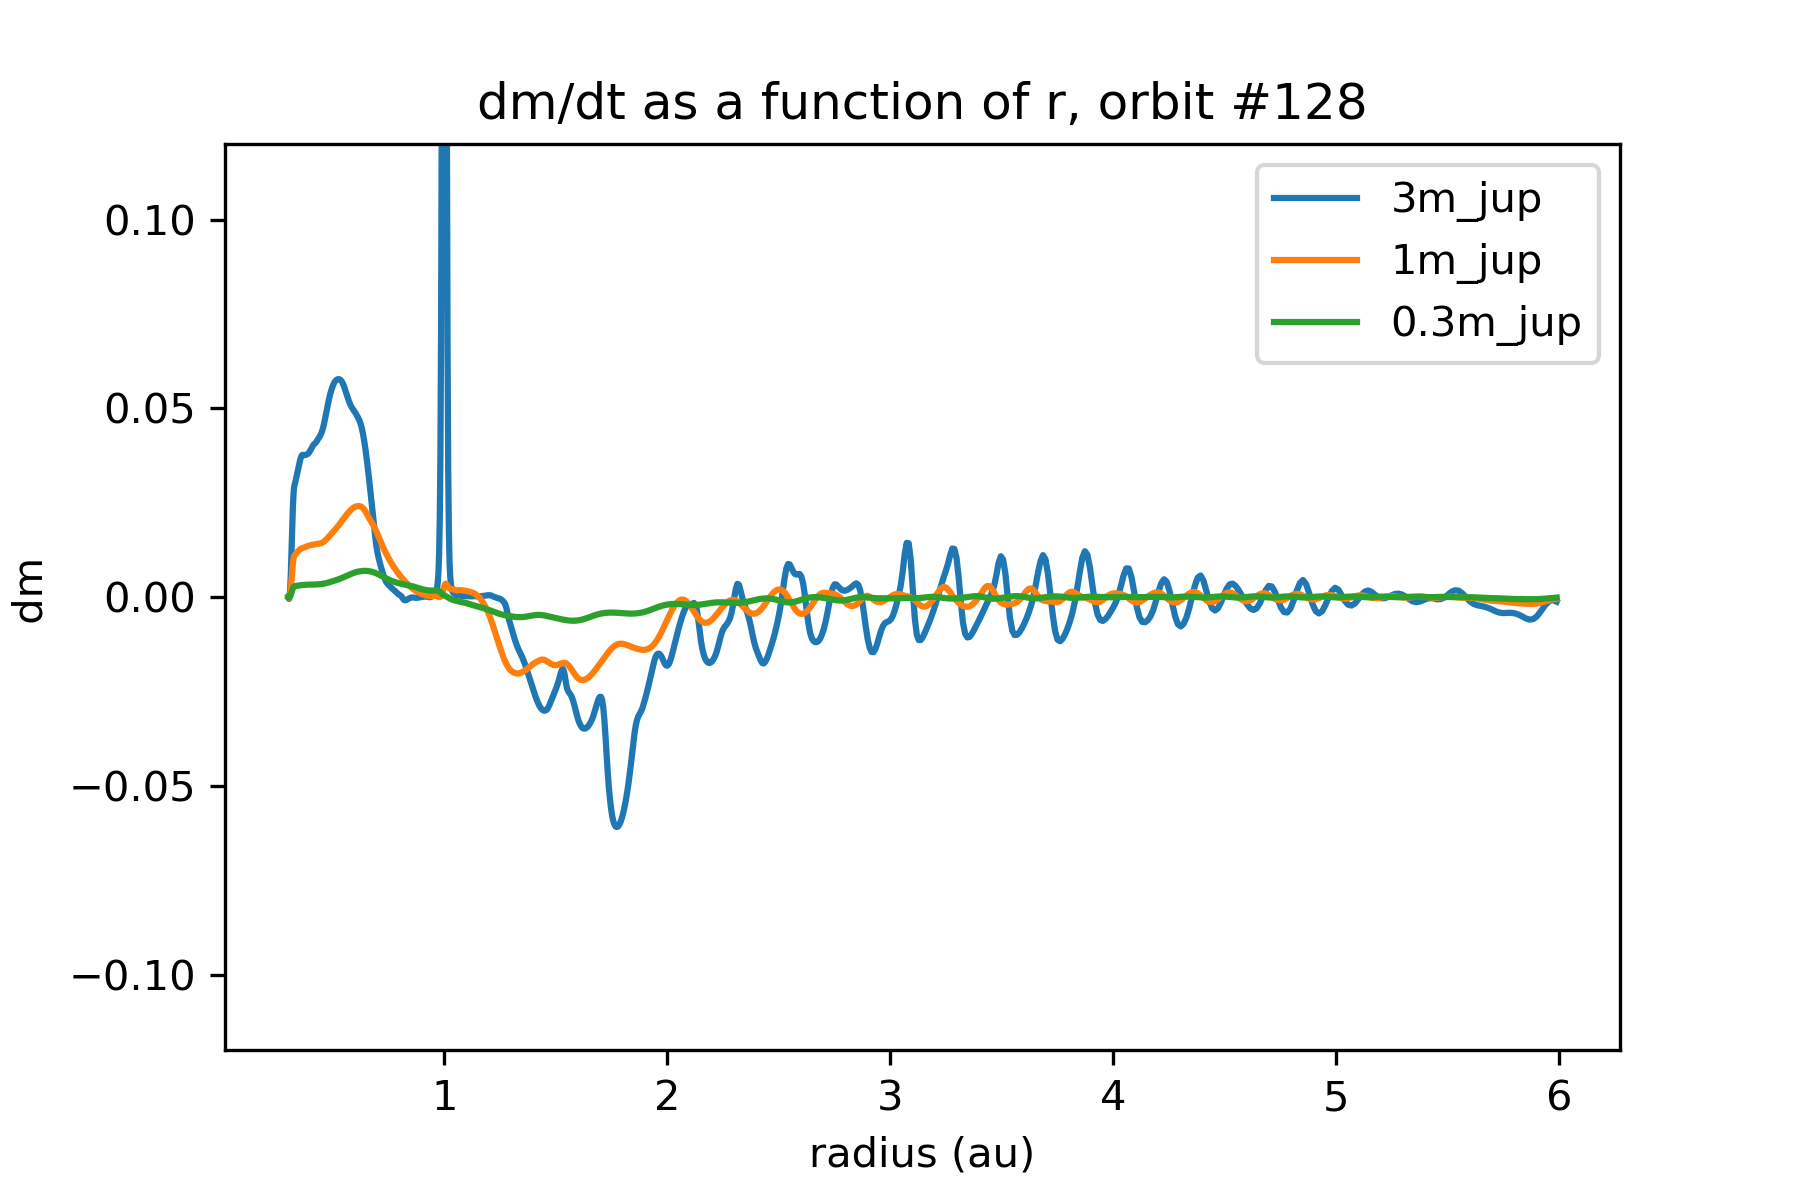 dm/dt as a function of r, orbit #128
3m_jup
1m_jup
0.3m_jup
0.10
0.05
0.00
−0.05
−0.10
dm
1 2 3 4 5 6
radius (au)